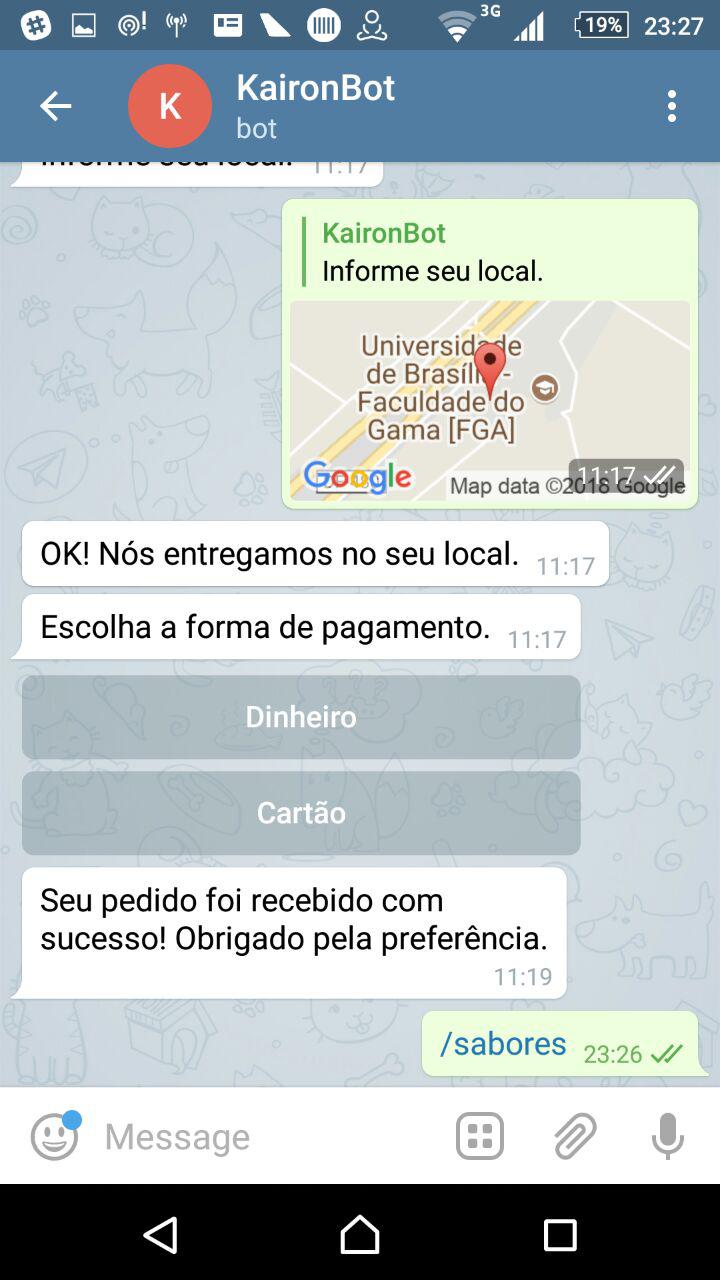 3G
19%
23:27
K
KaironBot
bot
Informe seu local. 11:17
KaironBot
Informe seu local.
Universidade
de Brasília -
Faculdade do
Gama [FGA]
Google
Map data ©2018 Google
11:17
OK! Nós entregamos no seu local. 11:17
Escolha a forma de pagamento. 11:17
Dinheiro
Cartão
Seu pedido foi recebido com
sucesso! Obrigado pela preferência.
11:19
/sabores 23:26
Message